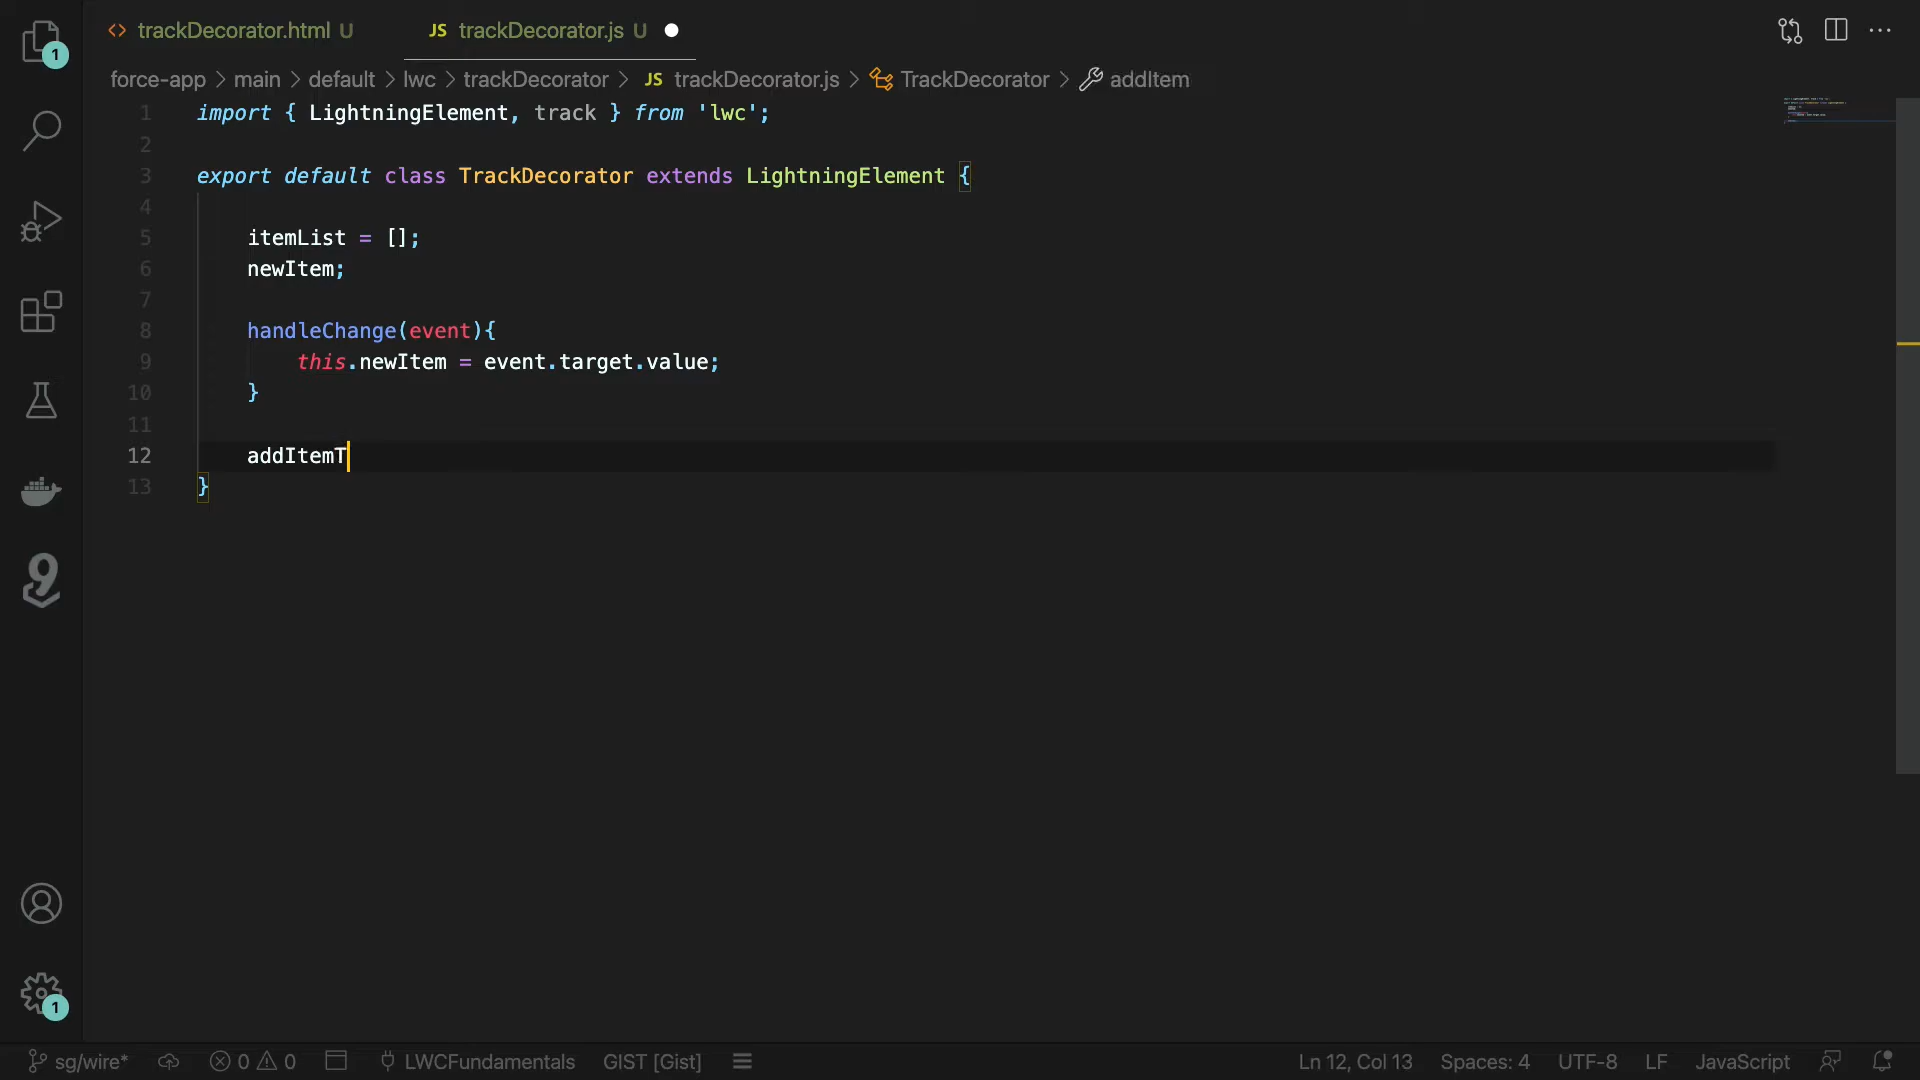 <> trackDecorator.html U JS trackDecorator.js U
force-app > main > default > lwc > trackDecorator > JS trackDecorator.js > TrackDecorator > addItem
1 import { LightningElement, track } from 'lwc';
2
3 export default class TrackDecorator extends LightningElement {
4
5 itemList = [];
6 newItem;
7
8 handleChange(event){
9 this.newItem = event.target.value;
10 }
11
12 addItemT
13 }
1
1
sg/wire* 0 0 LWCFundamentals GIST [Gist] Ln 12, Col 13 Spaces: 4 UTF-8 LF JavaScript